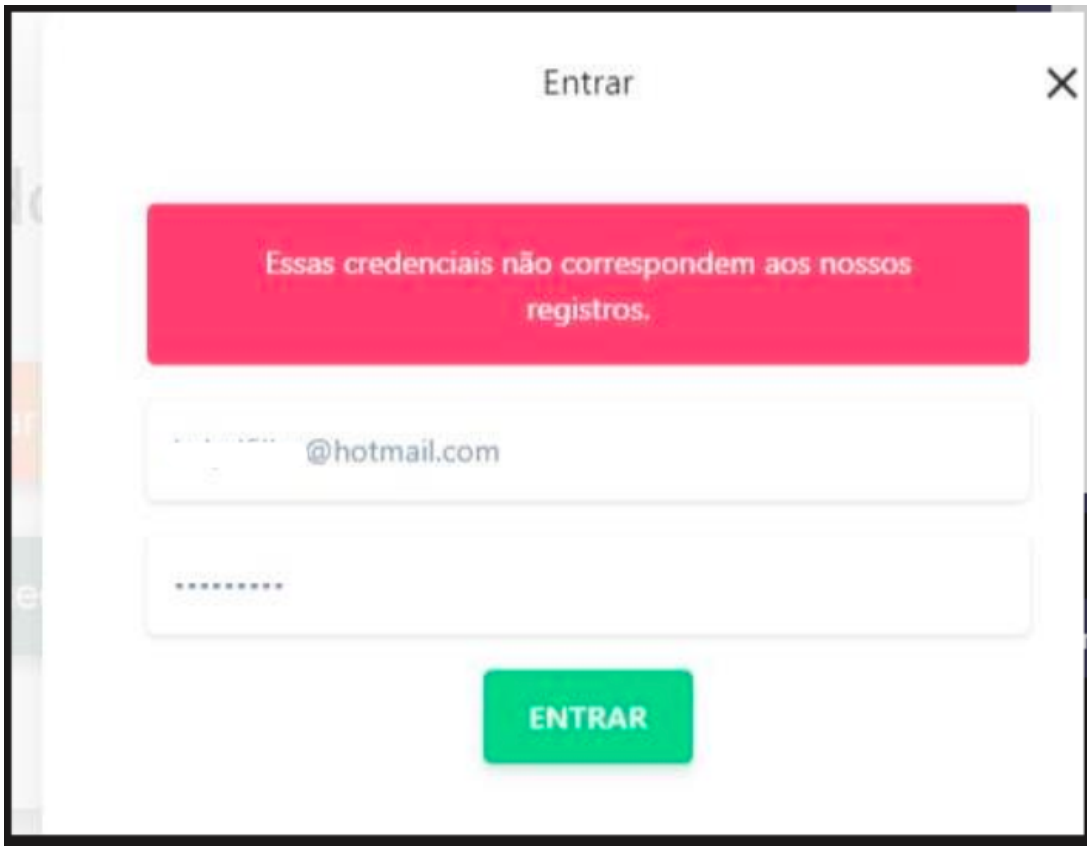 Entrar
Essas credenciais não correspondem aos nossos
registros.
@hotmail.com
ENTRAR